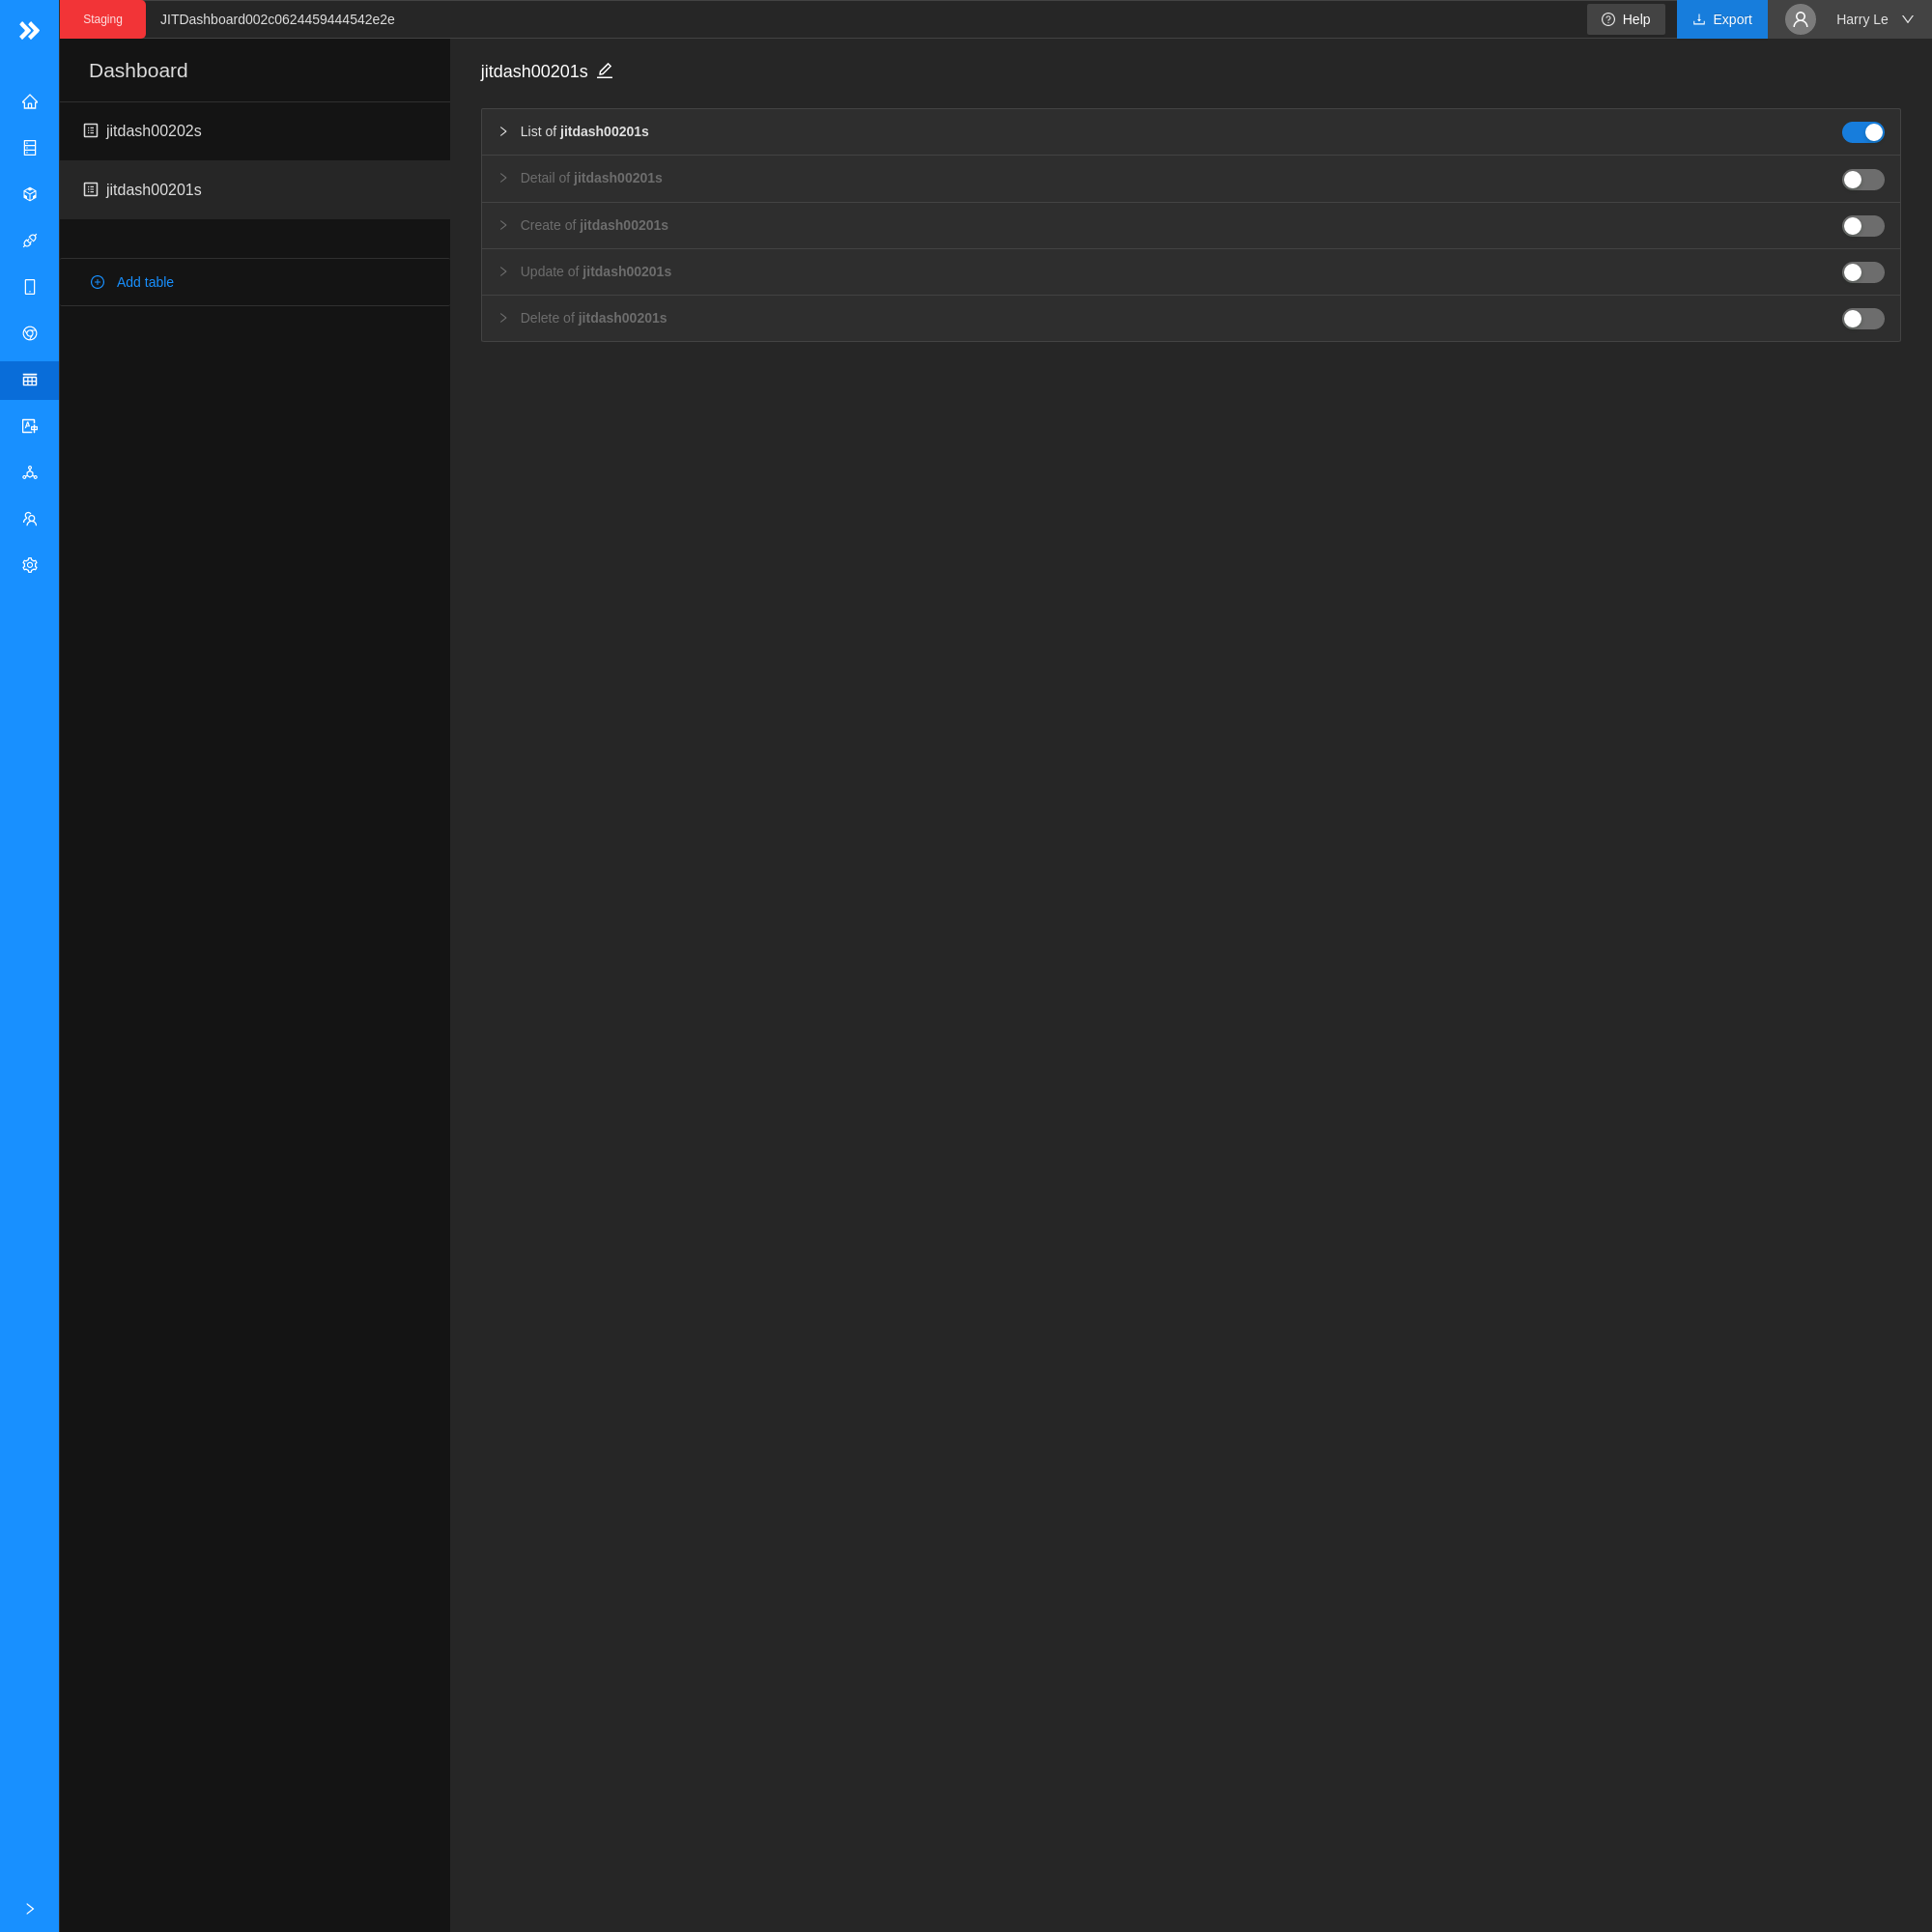 Staging
JITDashboard002c0624459444542e2e
Help
Export
Harry Le
Dashboard
jitdash00202s
jitdash00201s
Add table
jitdash00201s
List of jitdash00201s
Detail of jitdash00201s
Create of jitdash00201s
Update of jitdash00201s
Delete of jitdash00201s